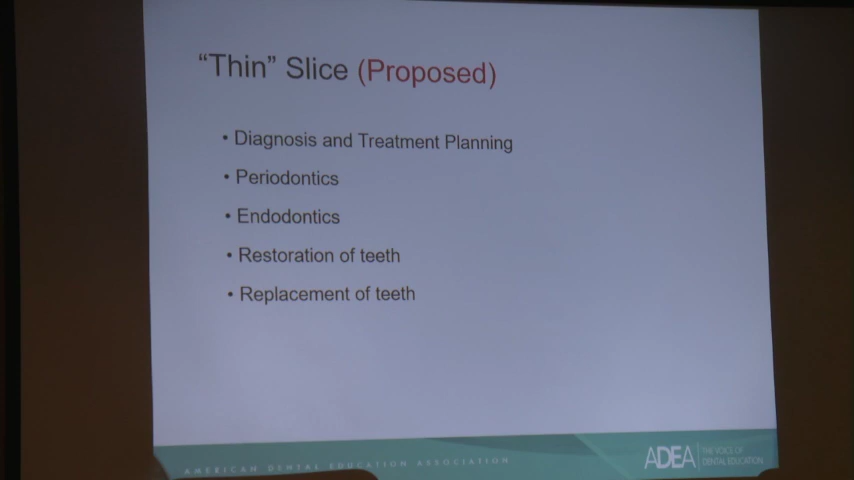 “Thin” Slice (Proposed)
• Diagnosis and Treatment Planning
• Periodontics
• Endodontics
• Restoration of teeth
• Replacement of teeth
AMERICAN DENTAL EDUCATION ASSOCIATION
ADEA
THE VOICE OF
DENTAL EDUCATION